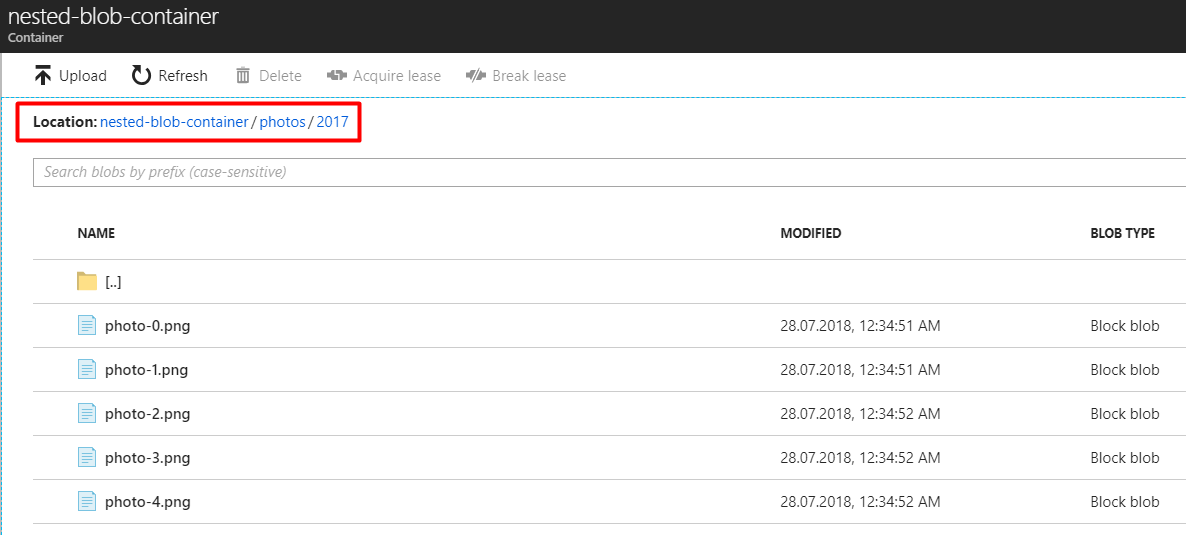 nested-blob-container
Container
Upload Refresh Delete Acquire lease Break lease
Location: nested-blob-container / photos / 2017
Search blobs by prefix (case-sensitive)
NAME MODIFIED BLOB TYPE
[..]
photo-0.png 28.07.2018, 12:34:51 AM Block blob
photo-1.png 28.07.2018, 12:34:51 AM Block blob
photo-2.png 28.07.2018, 12:34:52 AM Block blob
photo-3.png 28.07.2018, 12:34:52 AM Block blob
photo-4.png 28.07.2018, 12:34:52 AM Block blob